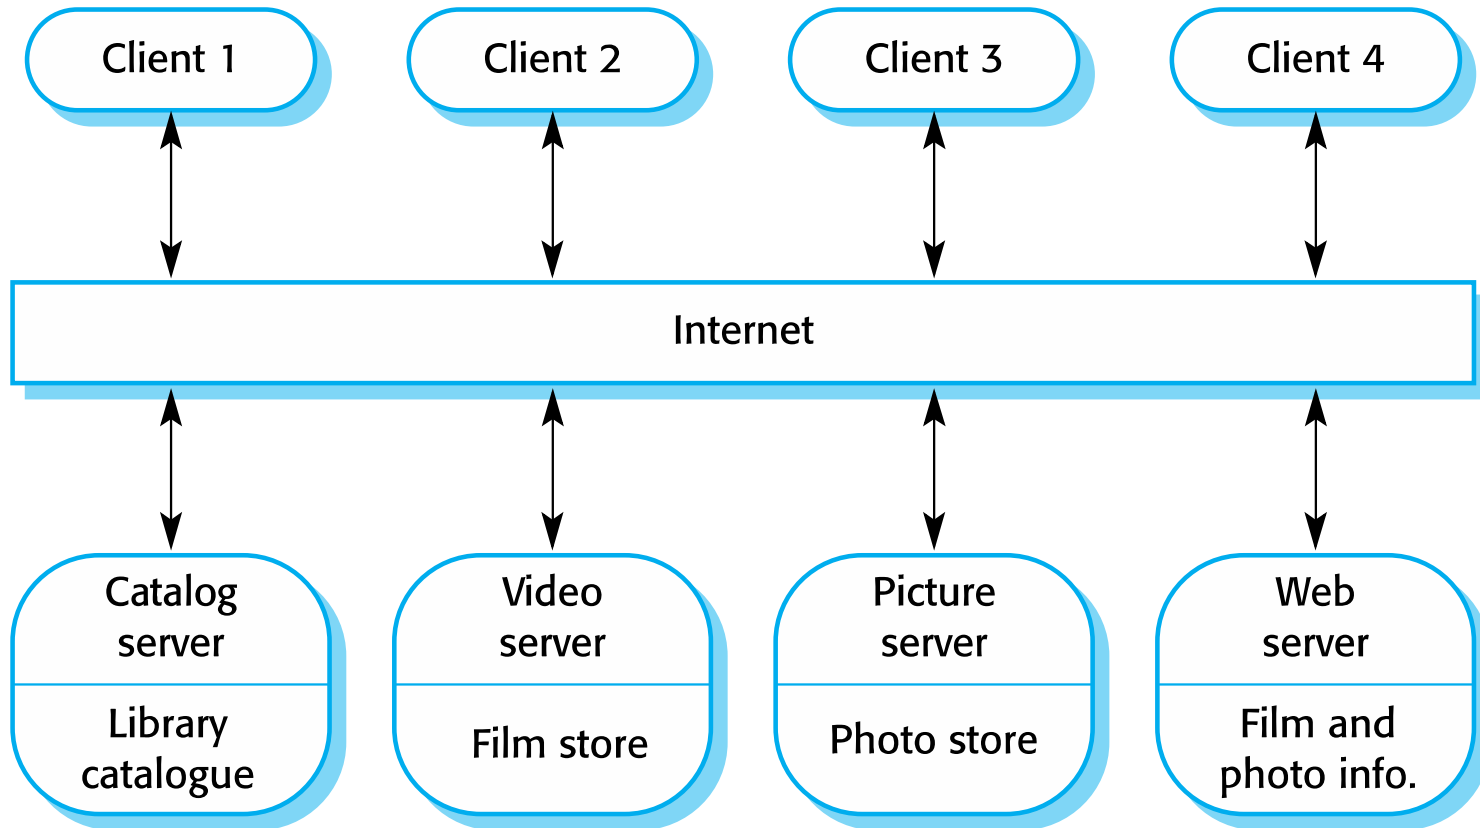 Client 1
Client 2
Client 3
Client 4
Internet
Catalog
server
Library
catalogue
Video
server
Film store
Picture
server
Photo store
Web
server
Film and
photo info.